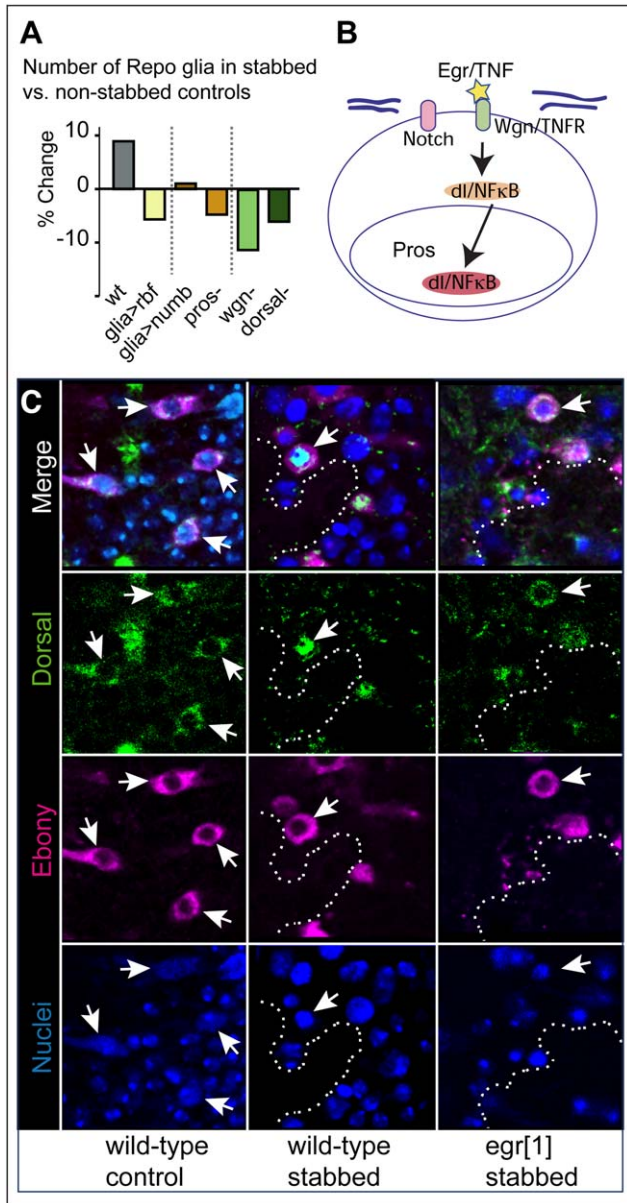 A
Number of Repo glia in stabbed
vs. non-stabbed controls
10
0
-10
% Change
wt
glia>rbf
glia>numb
pros-
wgn-
dorsal-
B
Egr/TNF
Notch
Wgn/TNFR
dl/NFκB
Pros
dl/NFκB
C
Merge
Dorsal
Ebony
Nuclei
wild-type
control
wild-type
stabbed
egr[1]
stabbed